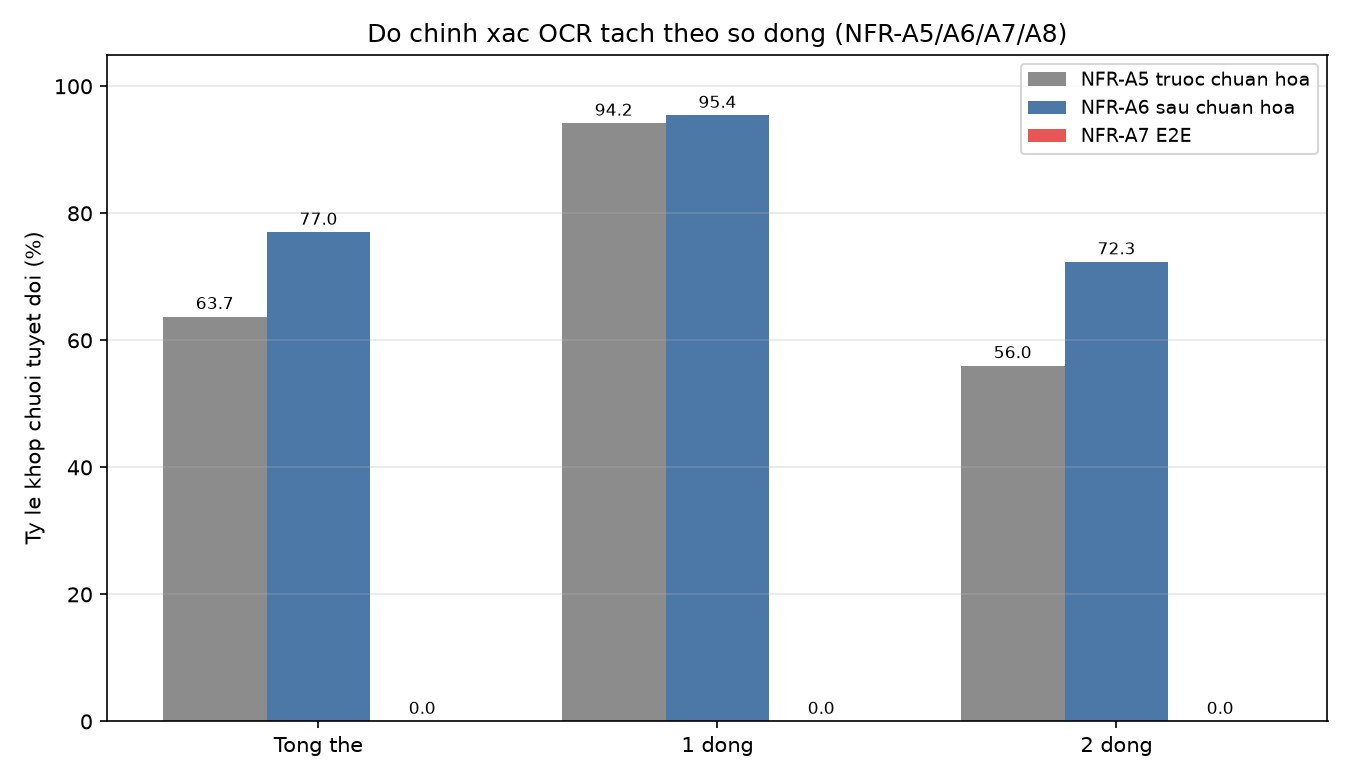 Do chinh xac OCR tach theo so dong (NFR-A5/A6/A7/A8)
NFR-A5 truoc chuan hoa
NFR-A6 sau chuan hoa
NFR-A7 E2E
Ty le khop chuoi tuyet doi (%)
100
80
60
40
20
0
63.7
77.0
0.0
94.2
95.4
0.0
56.0
72.3
0.0
Tong the
1 dong
2 dong